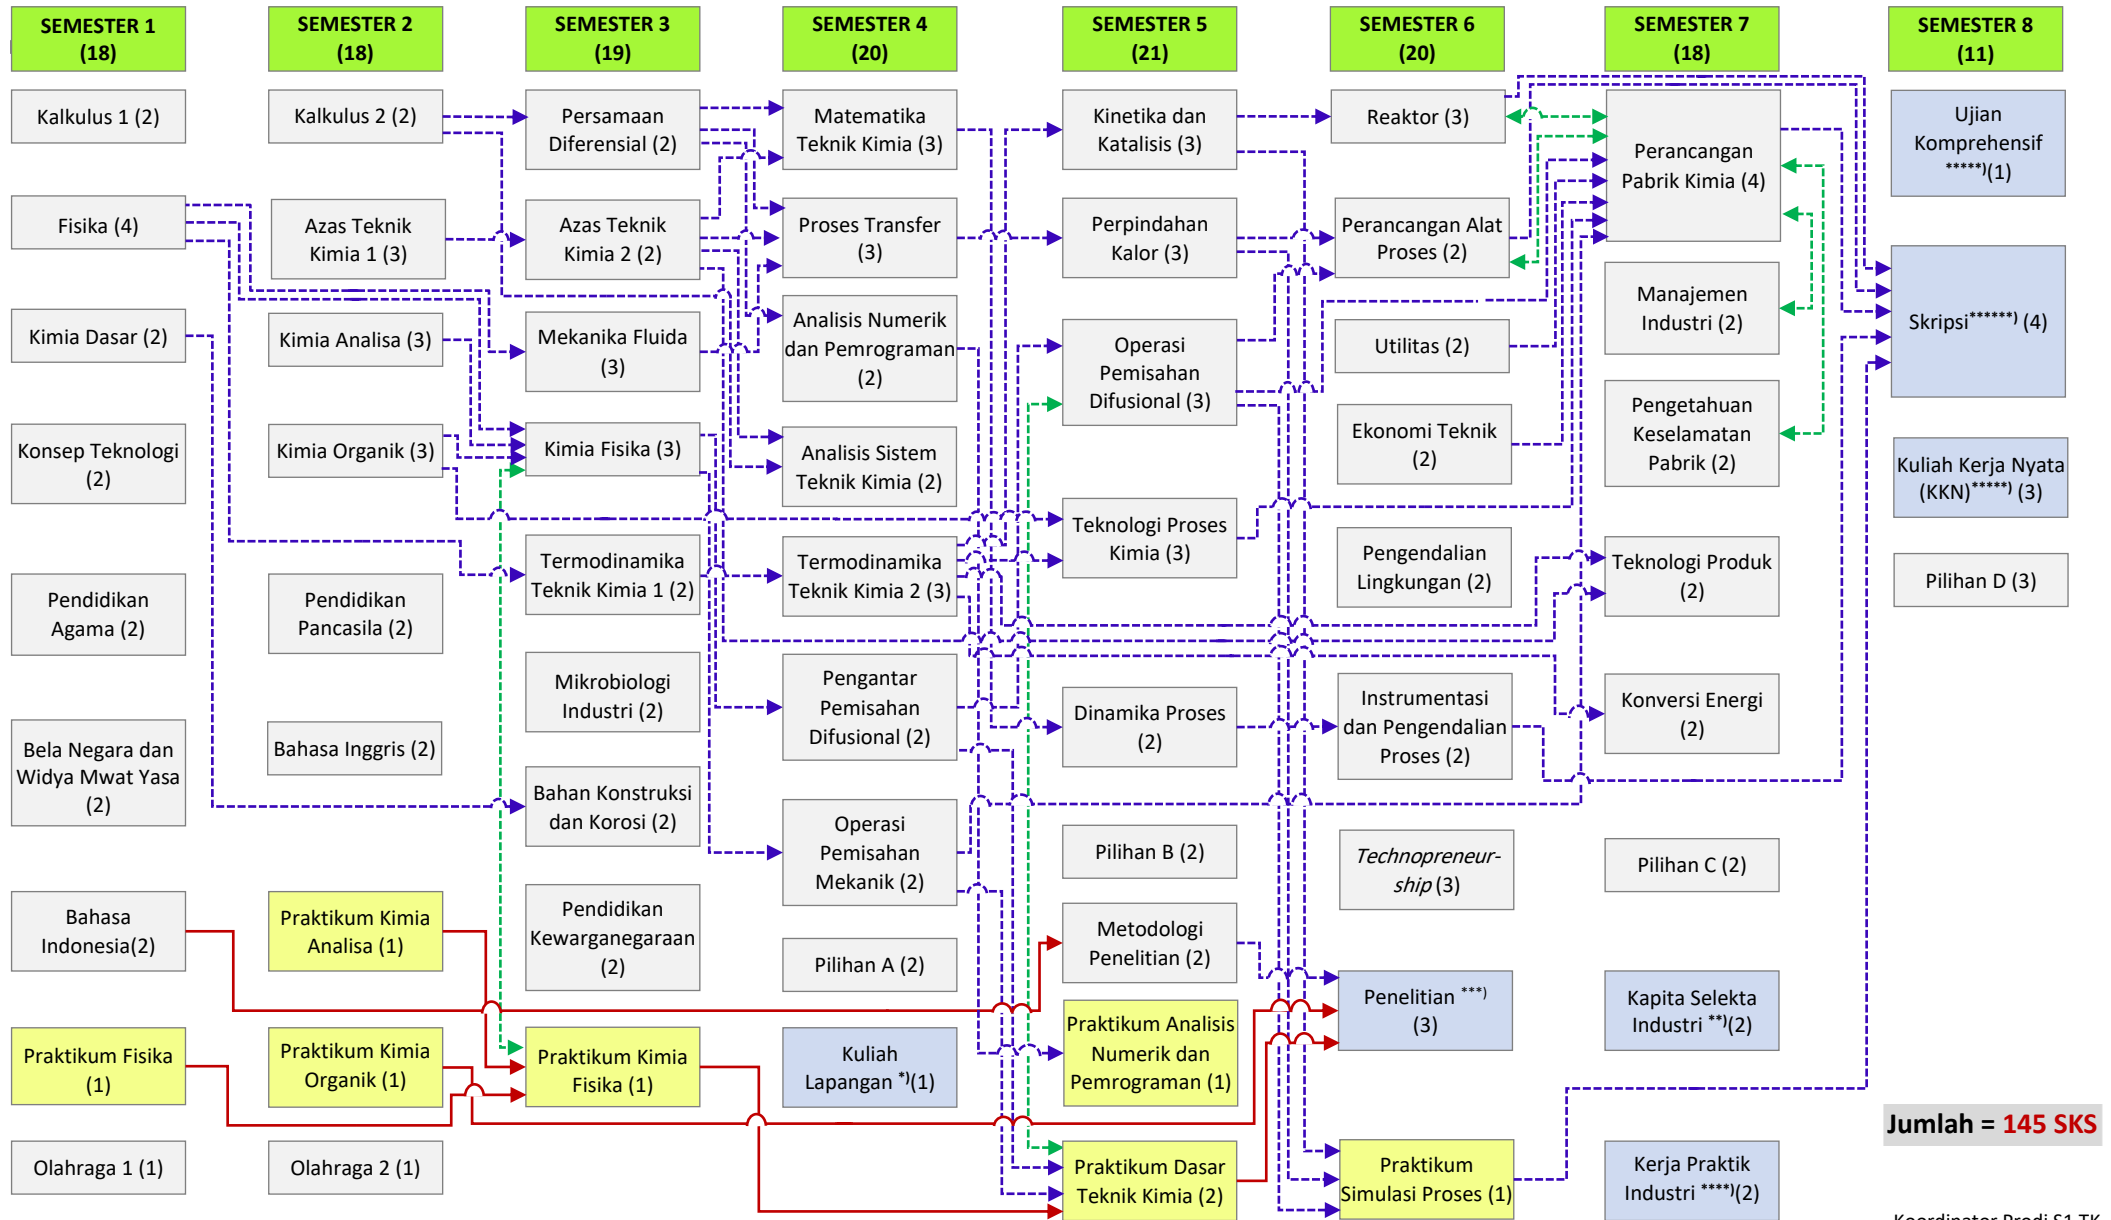 SEMESTER 1
(18)
Kalkulus 1 (2)
Fisika (4)
Kimia Dasar (2)
Konsep Teknologi
(2)
Pendidikan
Agama (2)
Bela Negara dan
Widya Mwat Yasa
(2)
Bahasa
Indonesia(2)
Praktikum Fisika
(1)
Olahraga 1 (1)
SEMESTER 2
(18)
Kalkulus 2 (2)
Azas Teknik
Kimia 1 (3)
Kimia Analisa (3)
Kimia Organik (3)
Pendidikan
Pancasila (2)
Bahasa Inggris (2)
Praktikum Kimia
Analisa (1)
Praktikum Kimia
Organik (1)
Olahraga 2 (1)
SEMESTER 3
(19)
Persamaan
Diferensial (2)
Azas Teknik
Kimia 2 (2)
Mekanika Fluida
(3)
Kimia Fisika (3)
Termodinamika
Teknik Kimia 1 (2)
Mikrobiologi
Industri (2)
Bahan Konstruksi
dan Korosi (2)
Pendidikan
Kewarganegaraan
(2)
Praktikum Kimia
Fisika (1)
SEMESTER 4
(20)
Matematika
Teknik Kimia (3)
Proses Transfer
(3)
Analisis Numerik
dan Pemrograman
(2)
Analisis Sistem
Teknik Kimia (2)
Termodinamika
Teknik Kimia 2 (3)
Pengantar
Pemisahan
Difusional (2)
Operasi
Pemisahan
Mekanik (2)
Pilihan A (2)
Kuliah
Lapangan *)(1)
SEMESTER 5
(21)
Kinetika dan
Katalisis (3)
Perpindahan
Kalor (3)
Operasi
Pemisahan
Difusional (3)
Teknologi Proses
Kimia (3)
Dinamika Proses
(2)
Pilihan B (2)
Metodologi
Penelitian (2)
Praktikum Analisis
Numerik dan
Pemrograman (1)
Praktikum Dasar
Teknik Kimia (2)
SEMESTER 6
(20)
Reaktor (3)
Perancangan Alat
Proses (2)
Utilitas (2)
Ekonomi Teknik
(2)
Pengendalian
Lingkungan (2)
Instrumentasi
dan Pengendalian
Proses (2)
Technopreneur-
ship (3)
Penelitian ***)
(3)
Praktikum
Simulasi Proses (1)
SEMESTER 7
(18)
Perancangan
Pabrik Kimia (4)
Manajemen
Industri (2)
Pengetahuan
Keselamatan
Pabrik (2)
Teknologi Produk
(2)
Konversi Energi
(2)
Pilihan C (2)
Kapita Selekta
Industri **)(2)
Kerja Praktik
Industri ****)(2)
SEMESTER 8
(11)
Ujian
Komprehensif
*****)(1)
Skripsi******) (4)
Kuliah Kerja Nyata
(KKN)*****) (3)
Pilihan D (3)
Jumlah = 145 SKS
Koordinator Prodi S1 TK